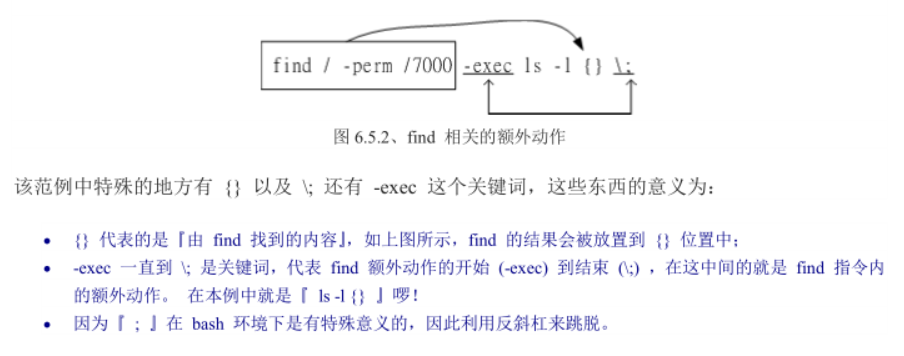 find / -perm /7000 -exec ls -l {} \;
图 6.5.2、find 相关的额外动作
该范例中特殊的地方有 {} 以及 \; 还有 -exec 这个关键词，这些东西的意义为：
• {} 代表的是『由 find 找到的内容』，如上图所示，find 的结果会被放置到 {} 位置中；
• -exec 一直到 \; 是关键词，代表 find 额外动作的开始 (-exec) 到结束 (\;) ，在这中间的就是 find 指令内
的额外动作。 在本例中就是『 ls -l {} 』啰！
• 因为『 ; 』在 bash 环境下是有特殊意义的，因此利用反斜杠来跳脱。